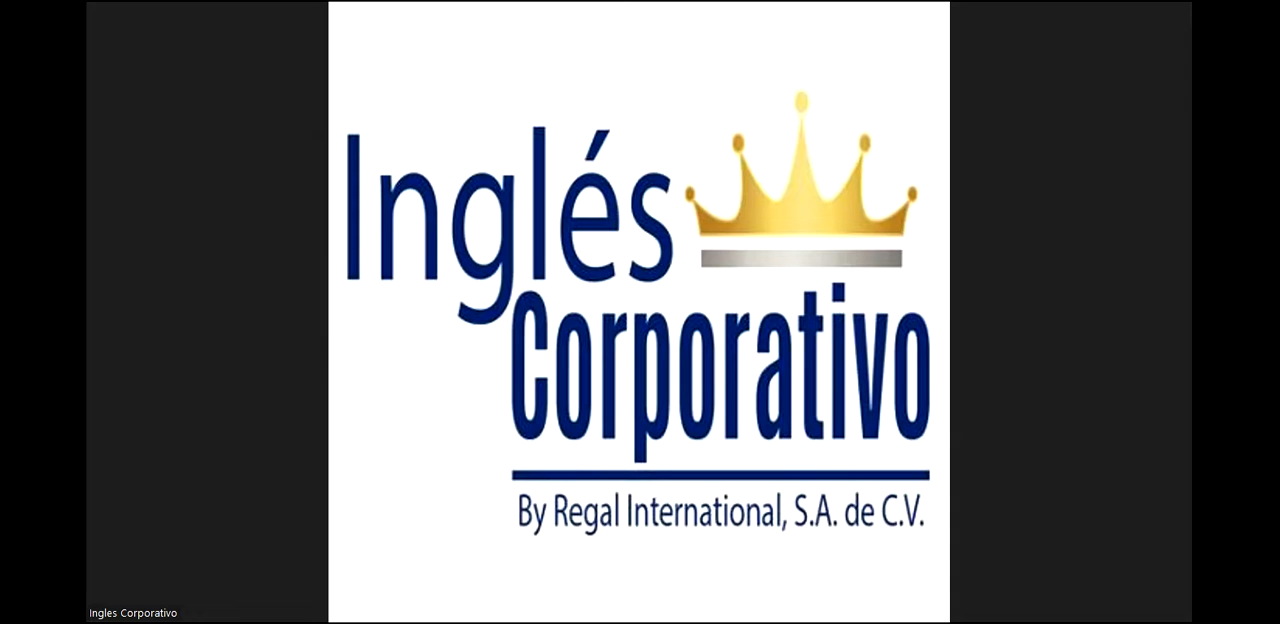 Inglés
Corporativo
By Regal International, S.A. de C.V.
Ingles Corporativo